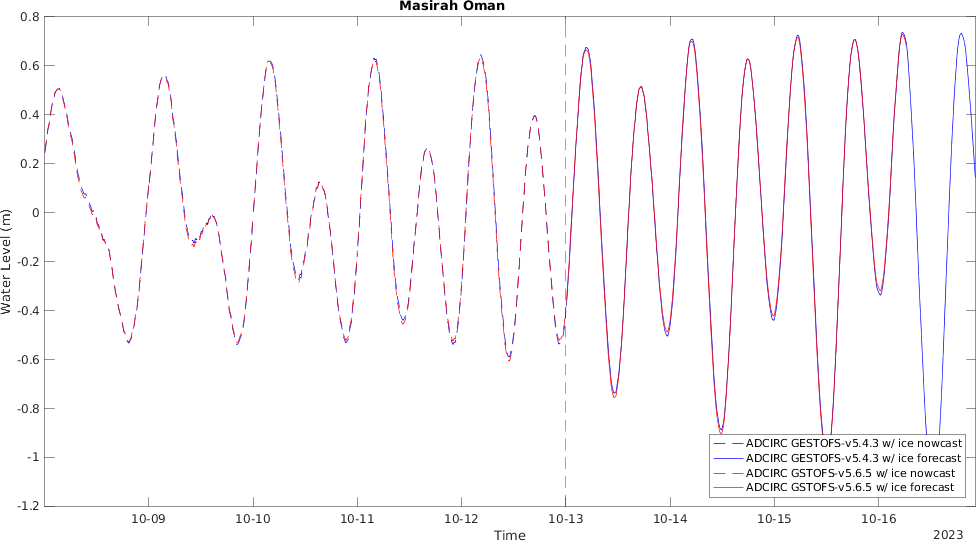 Masirah Oman
0.8
0.6
0.4
0.2
0
-0.2
-0.4
-0.6
-0.8
-1
-1.2
Water Level (m)
ADCIRC GESTOFS-v5.4.3 w/ ice nowcast
ADCIRC GESTOFS-v5.4.3 w/ ice forecast
ADCIRC GSTOFS-v5.6.5 w/ ice nowcast
ADCIRC GSTOFS-v5.6.5 w/ ice forecast
10-09 10-10 10-11 10-12 10-13 10-14 10-15 10-16
Time
2023